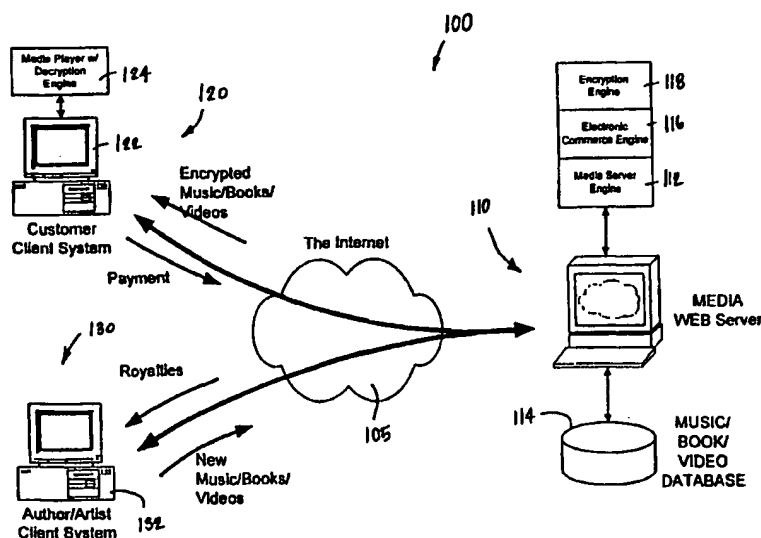 100
Media Player w/
Decryption
Engine
124
120
122
Customer
Client System
Encrypted
Music/Books/
Videos
Payment
The Internet
105
Encryption
Engine
118
Electronic
Commerce Engine
116
Media Server
Engine
112
110
MEDIA
WEB Server
114
MUSIC/
BOOK/
VIDEO
DATABASE
130
Royalties
New
Music/Books/
Videos
132
Author/Artist
Client System